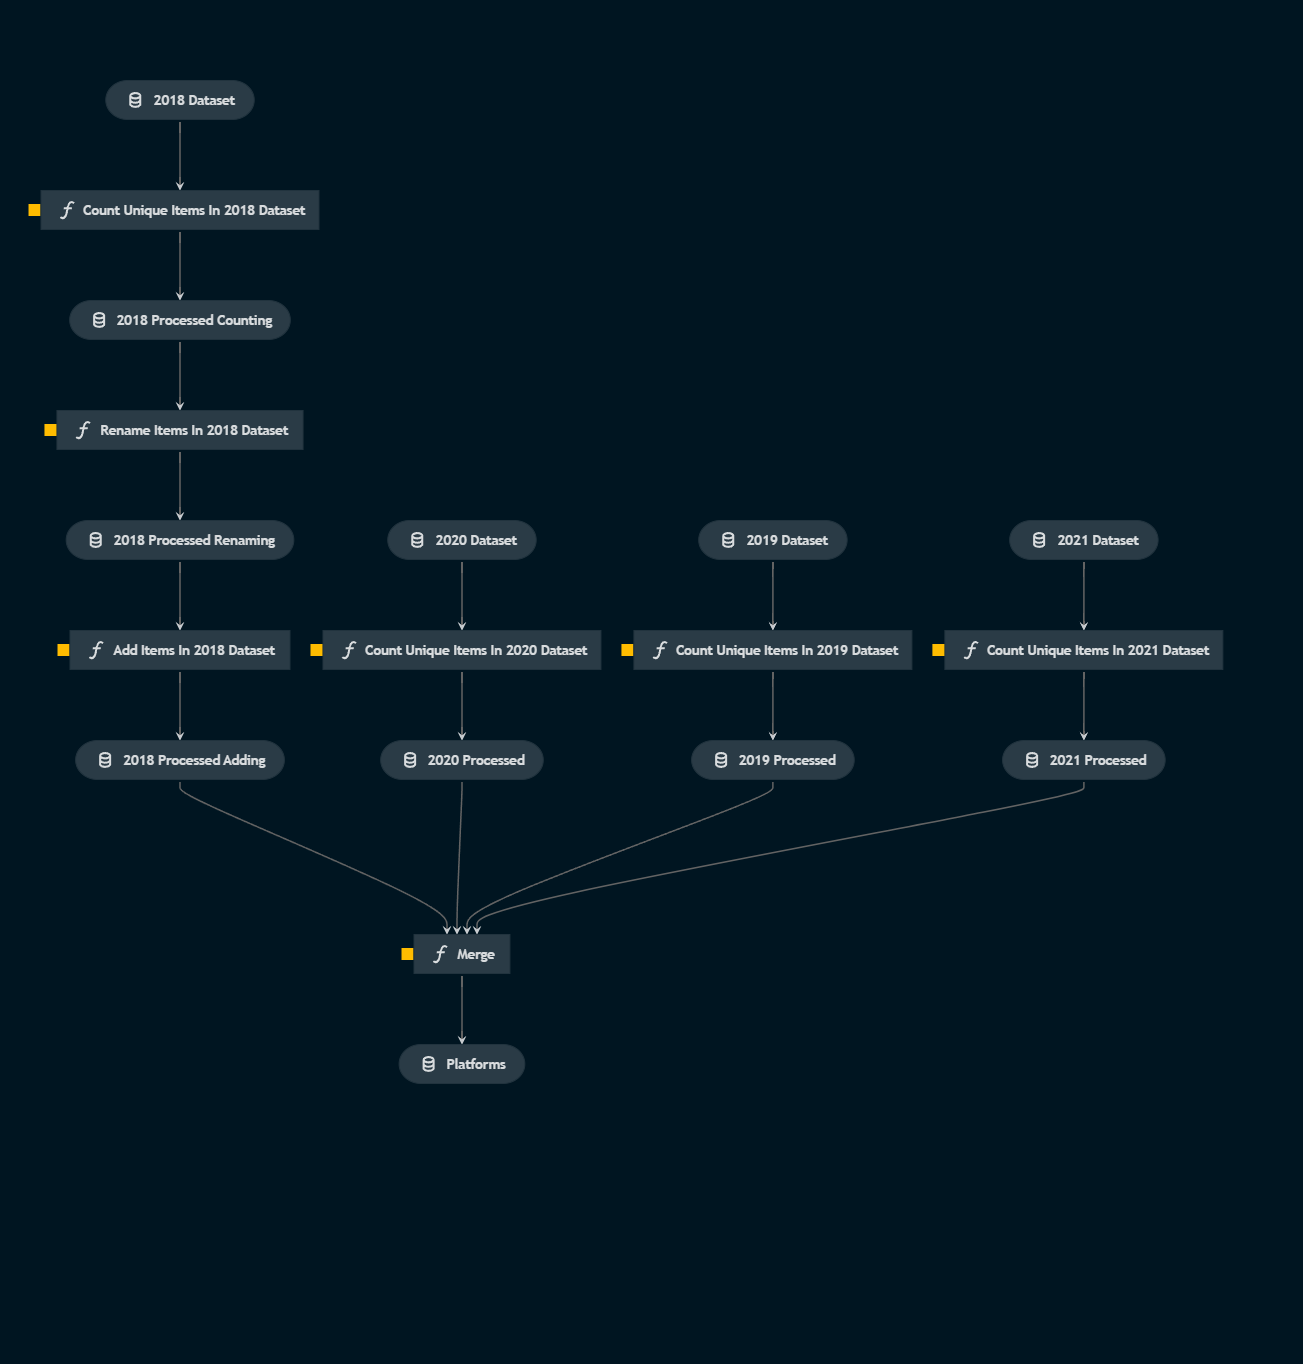 2018 Dataset
Count Unique Items In 2018 Dataset
2018 Processed Counting
Rename Items In 2018 Dataset
2018 Processed Renaming
2020 Dataset
2019 Dataset
2021 Dataset
Add Items In 2018 Dataset
Count Unique Items In 2020 Dataset
Count Unique Items In 2019 Dataset
Count Unique Items In 2021 Dataset
2018 Processed Adding
2020 Processed
2019 Processed
2021 Processed
Merge
Platforms